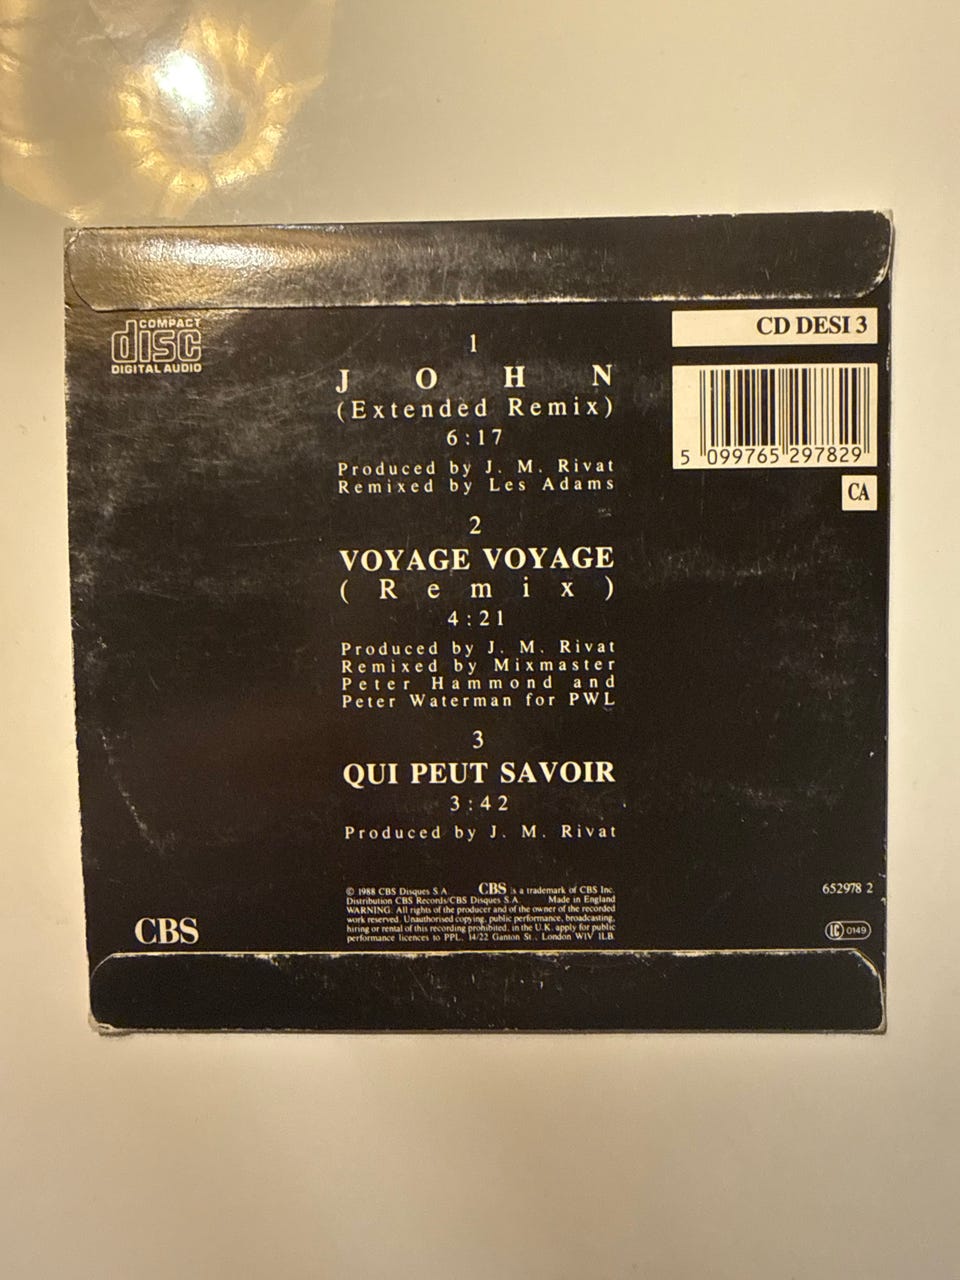 COMPACT
disc
DIGITAL AUDIO
CD DESI 3
5 099765 297829
CA
1
JOHN
(Extended Remix)
6:17
Produced by J. M. Rivat
Remixed by Les Adams
2
VOYAGE VOYAGE
(Remix)
4:21
Produced by J. M. Rivat
Remixed by Mixmaster
Peter Hammond and
Peter Waterman for PWL
3
QUI PEUT SAVOIR
3:42
Produced by J. M. Rivat
© 1988 CBS Disques S.A. CBS is a trademark of CBS Inc.
Distribution CBS Records/CBS Disques S.A. Made in England
WARNING: All rights of the producer and of the owner of the recorded
work reserved. Unauthorised copying, public performance, broadcasting,
hiring or rental of this recording prohibited, in the U.K. apply for public
performance licences to PPL, 14/22 Ganton St., London W1V 1LB.
CBS
652978 2
LC 0149